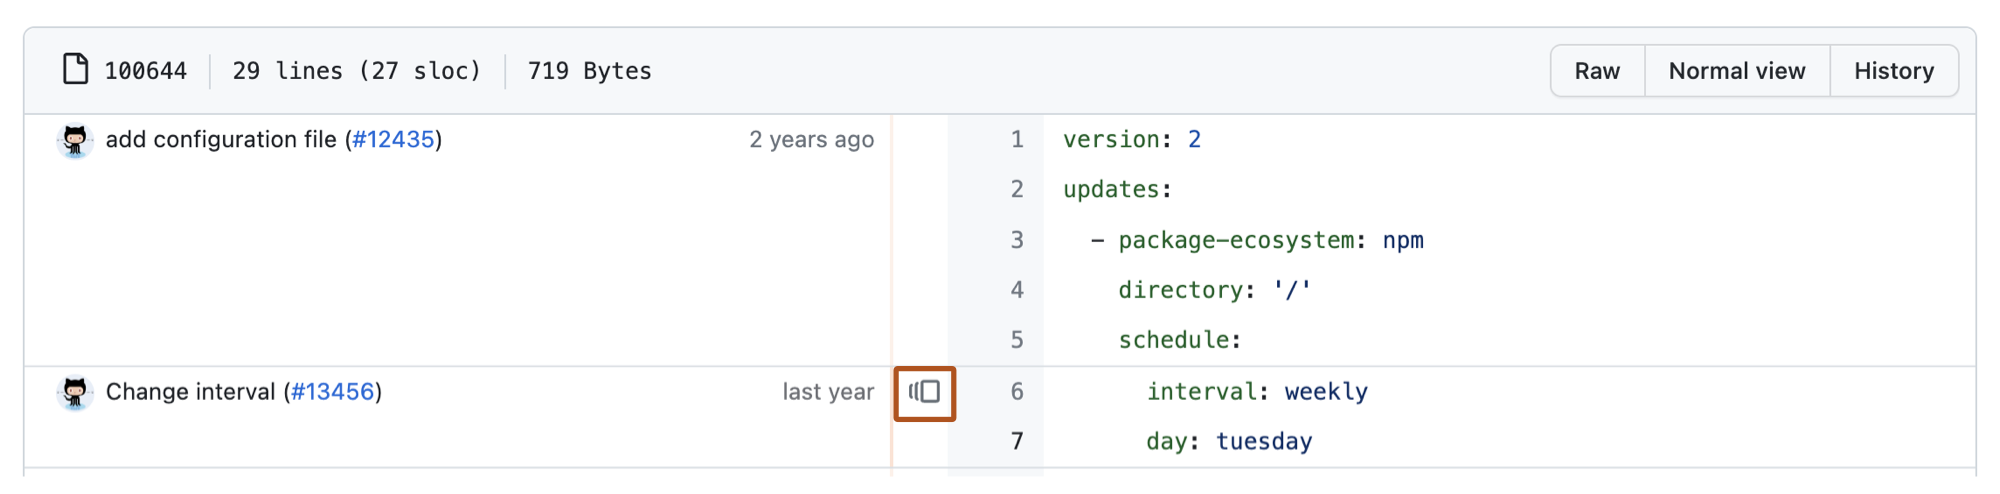 100644 29 lines (27 sloc) 719 Bytes Raw Normal view History
add configuration file (#12435) 2 years ago 1 version: 2
2 updates:
3 - package-ecosystem: npm
4 directory: '/'
5 schedule:
Change interval (#13456) last year 6 interval: weekly
7 day: tuesday